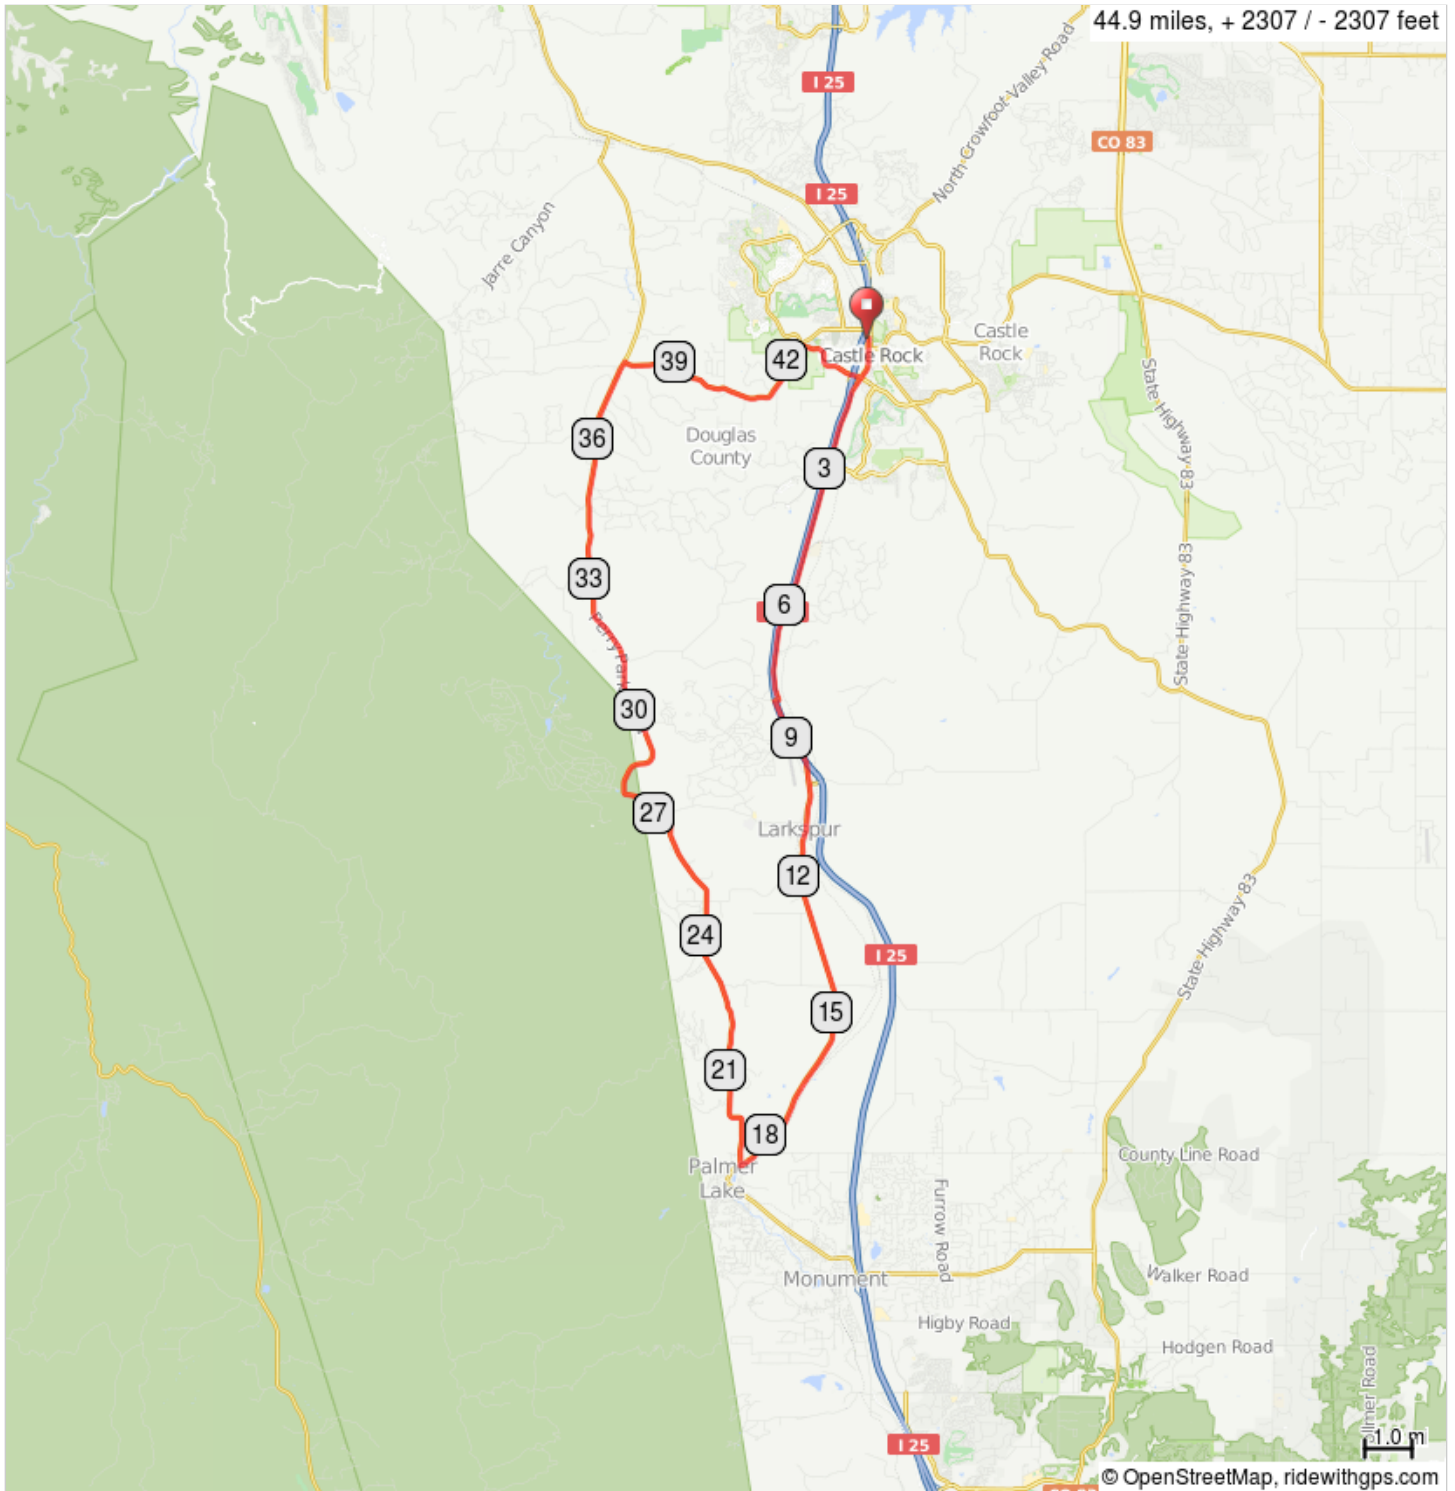 44.9 miles, + 2307 / - 2307 feet
I 25
North Crowfoot Valley Road
CO 83
I 25
Jarre Canyon
Castle
Rock
Castle Rock
39
42
State Highway 83
36
Douglas
County
3
33
6
State Highway 83
30
9
27
Larkspur
12
24
I 25
State Highway 83
15
21
18
Palmer
Lake
County Line Road
Furrow Road
Monument
Walker Road
Higby Road
Hodgen Road
1.0 m
I 25
© OpenStreetMap, ridewithgps.com